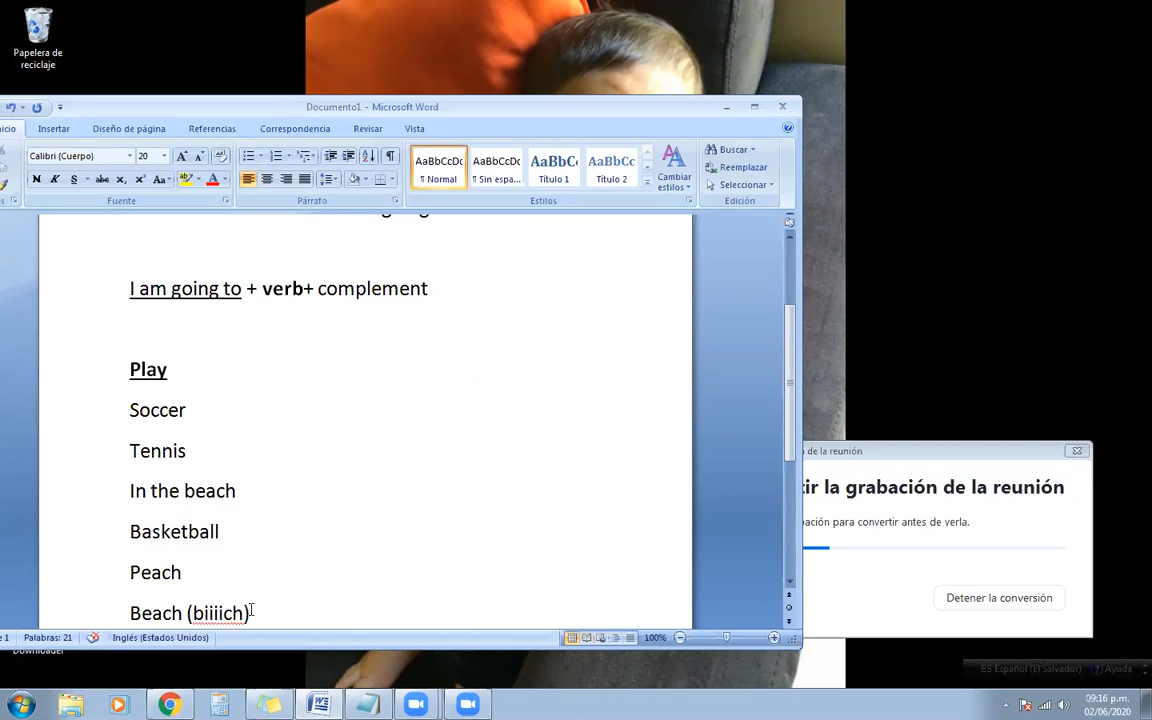 Papelera de
reciclaje
Documento1 - Microsoft Word
Insertar Diseño de página Referencias Correspondencia Revisar Vista
Calibri (Cuerpo) 20
AaBbCcDc AaBbCcDc AaBbC AaBbCc
¶ Normal ¶ Sin espa... Título 1 Título 2
Cambiar
estilos
Buscar
Reemplazar
Seleccionar
Fuente Párrafo Estilos Edición
I am going to + verb+ complement
Play
Soccer
Tennis
In the beach
Basketball
Peach
Beach (biiiich)
Palabras: 21 Inglés (Estados Unidos) 100%
de la reunión
tir la grabación de la reunión
pación para convertir antes de verla.
Detener la conversión
Downloader
ES Español (El Salvador) Ayuda
09:16 p.m.
02/06/2020